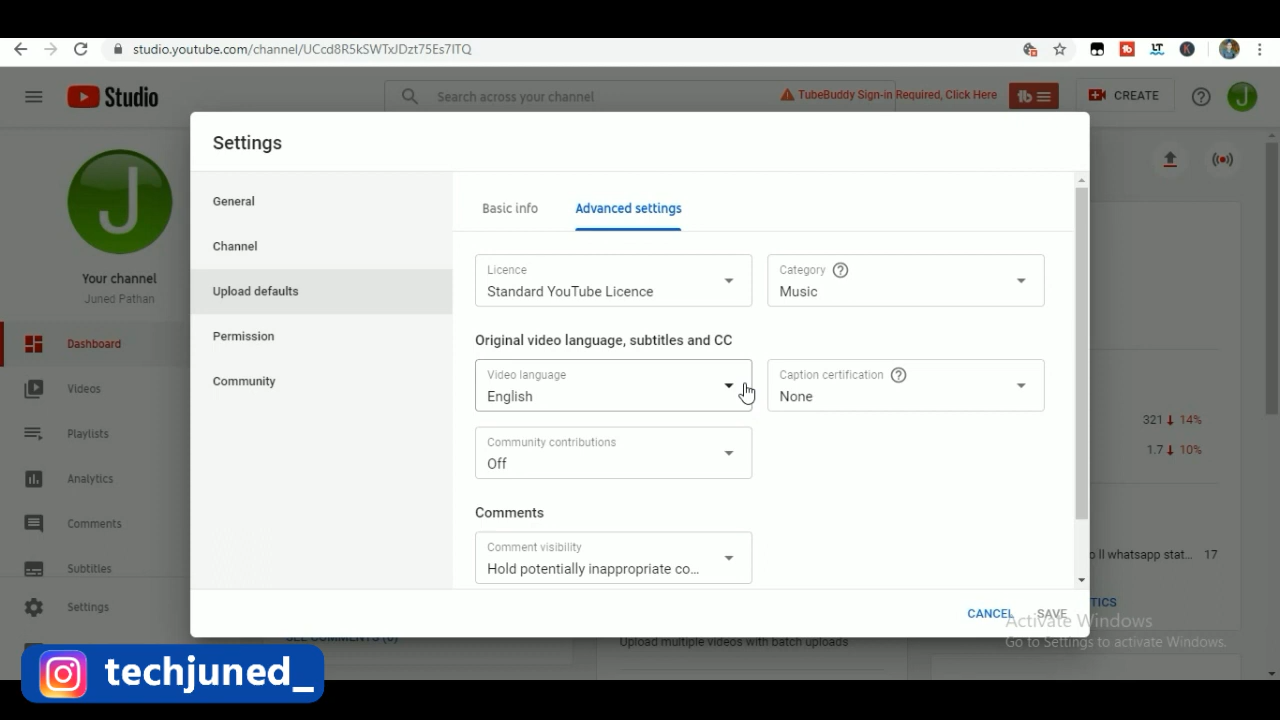 studio.youtube.com/channel/UCcd8R5kSWTxJDzt75Es7ITQ
Studio
Search across your channel
TubeBuddy Sign-in Required, Click Here
CREATE
Settings
General
Channel
Upload defaults
Permission
Community
Basic info
Advanced settings
Licence
Standard YouTube Licence
Category
Music
Original video language, subtitles and CC
Video language
English
Caption certification
None
Community contributions
Off
Comments
Comment visibility
Hold potentially inappropriate co...
CANCEL
SAVE
J
Your channel
Juned Pathan
Dashboard
Videos
Playlists
Analytics
Comments
Subtitles
Settings
321 14%
1.7 10%
o ll whatsapp stat... 17
TICS
SEE COMMENTS (0)
Upload multiple videos with batch uploads
Activate Windows
Go to Settings to activate Windows.
techjuned_